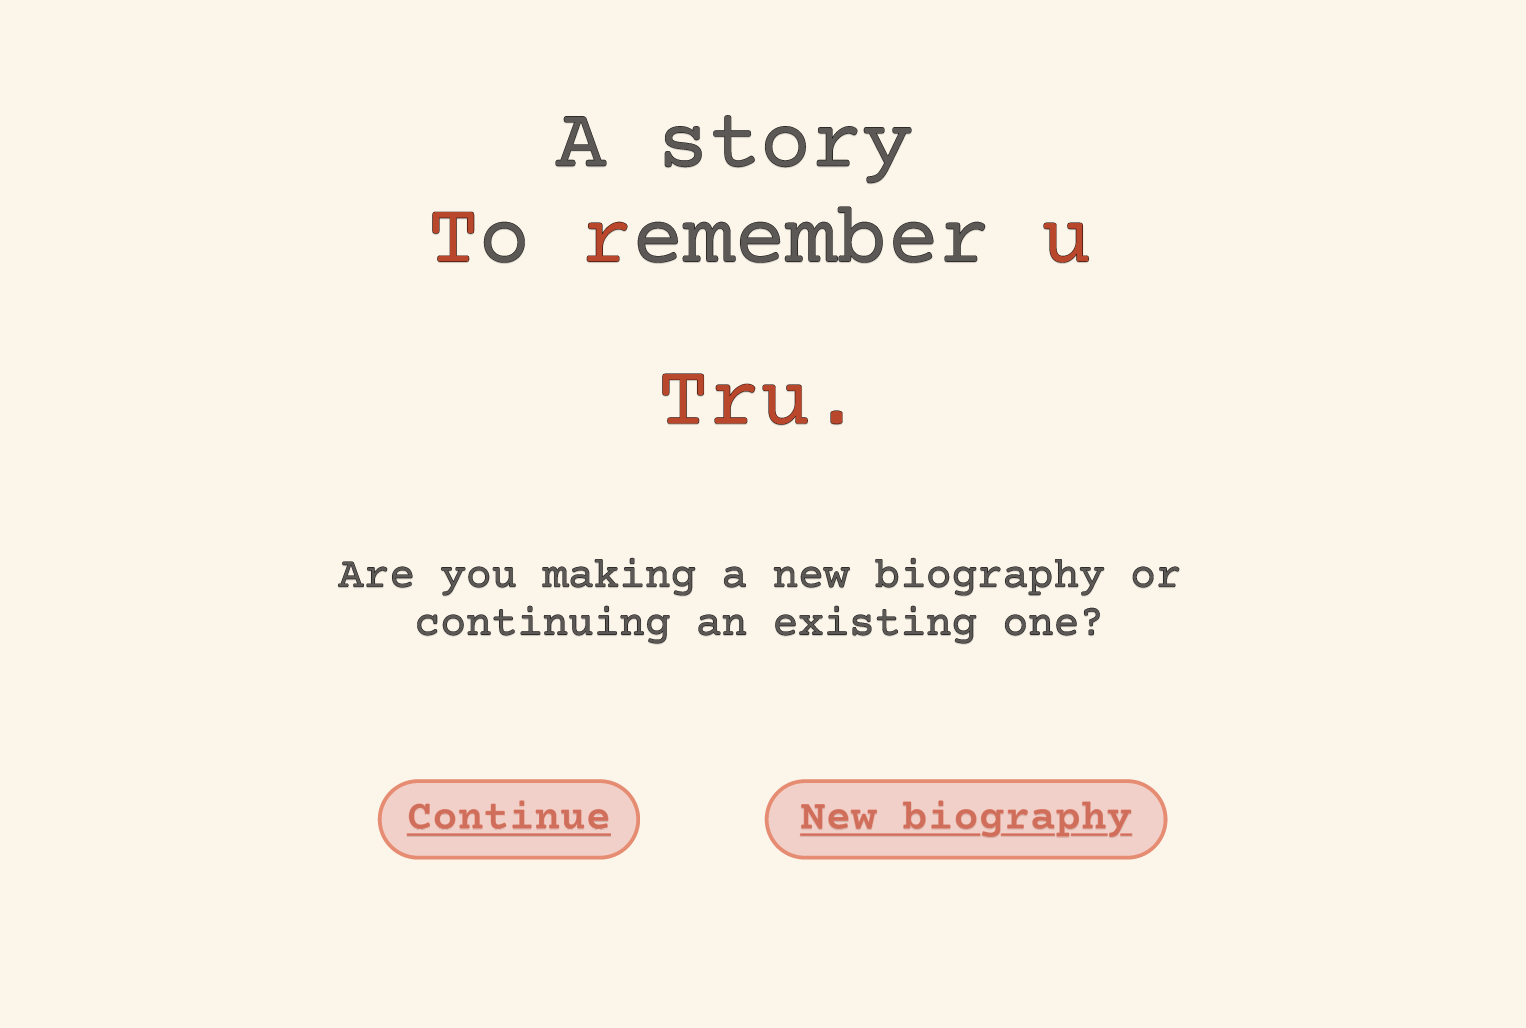 A story
To remember u
Tru.
Are you making a new biography or
continuing an existing one?
Continue
New biography